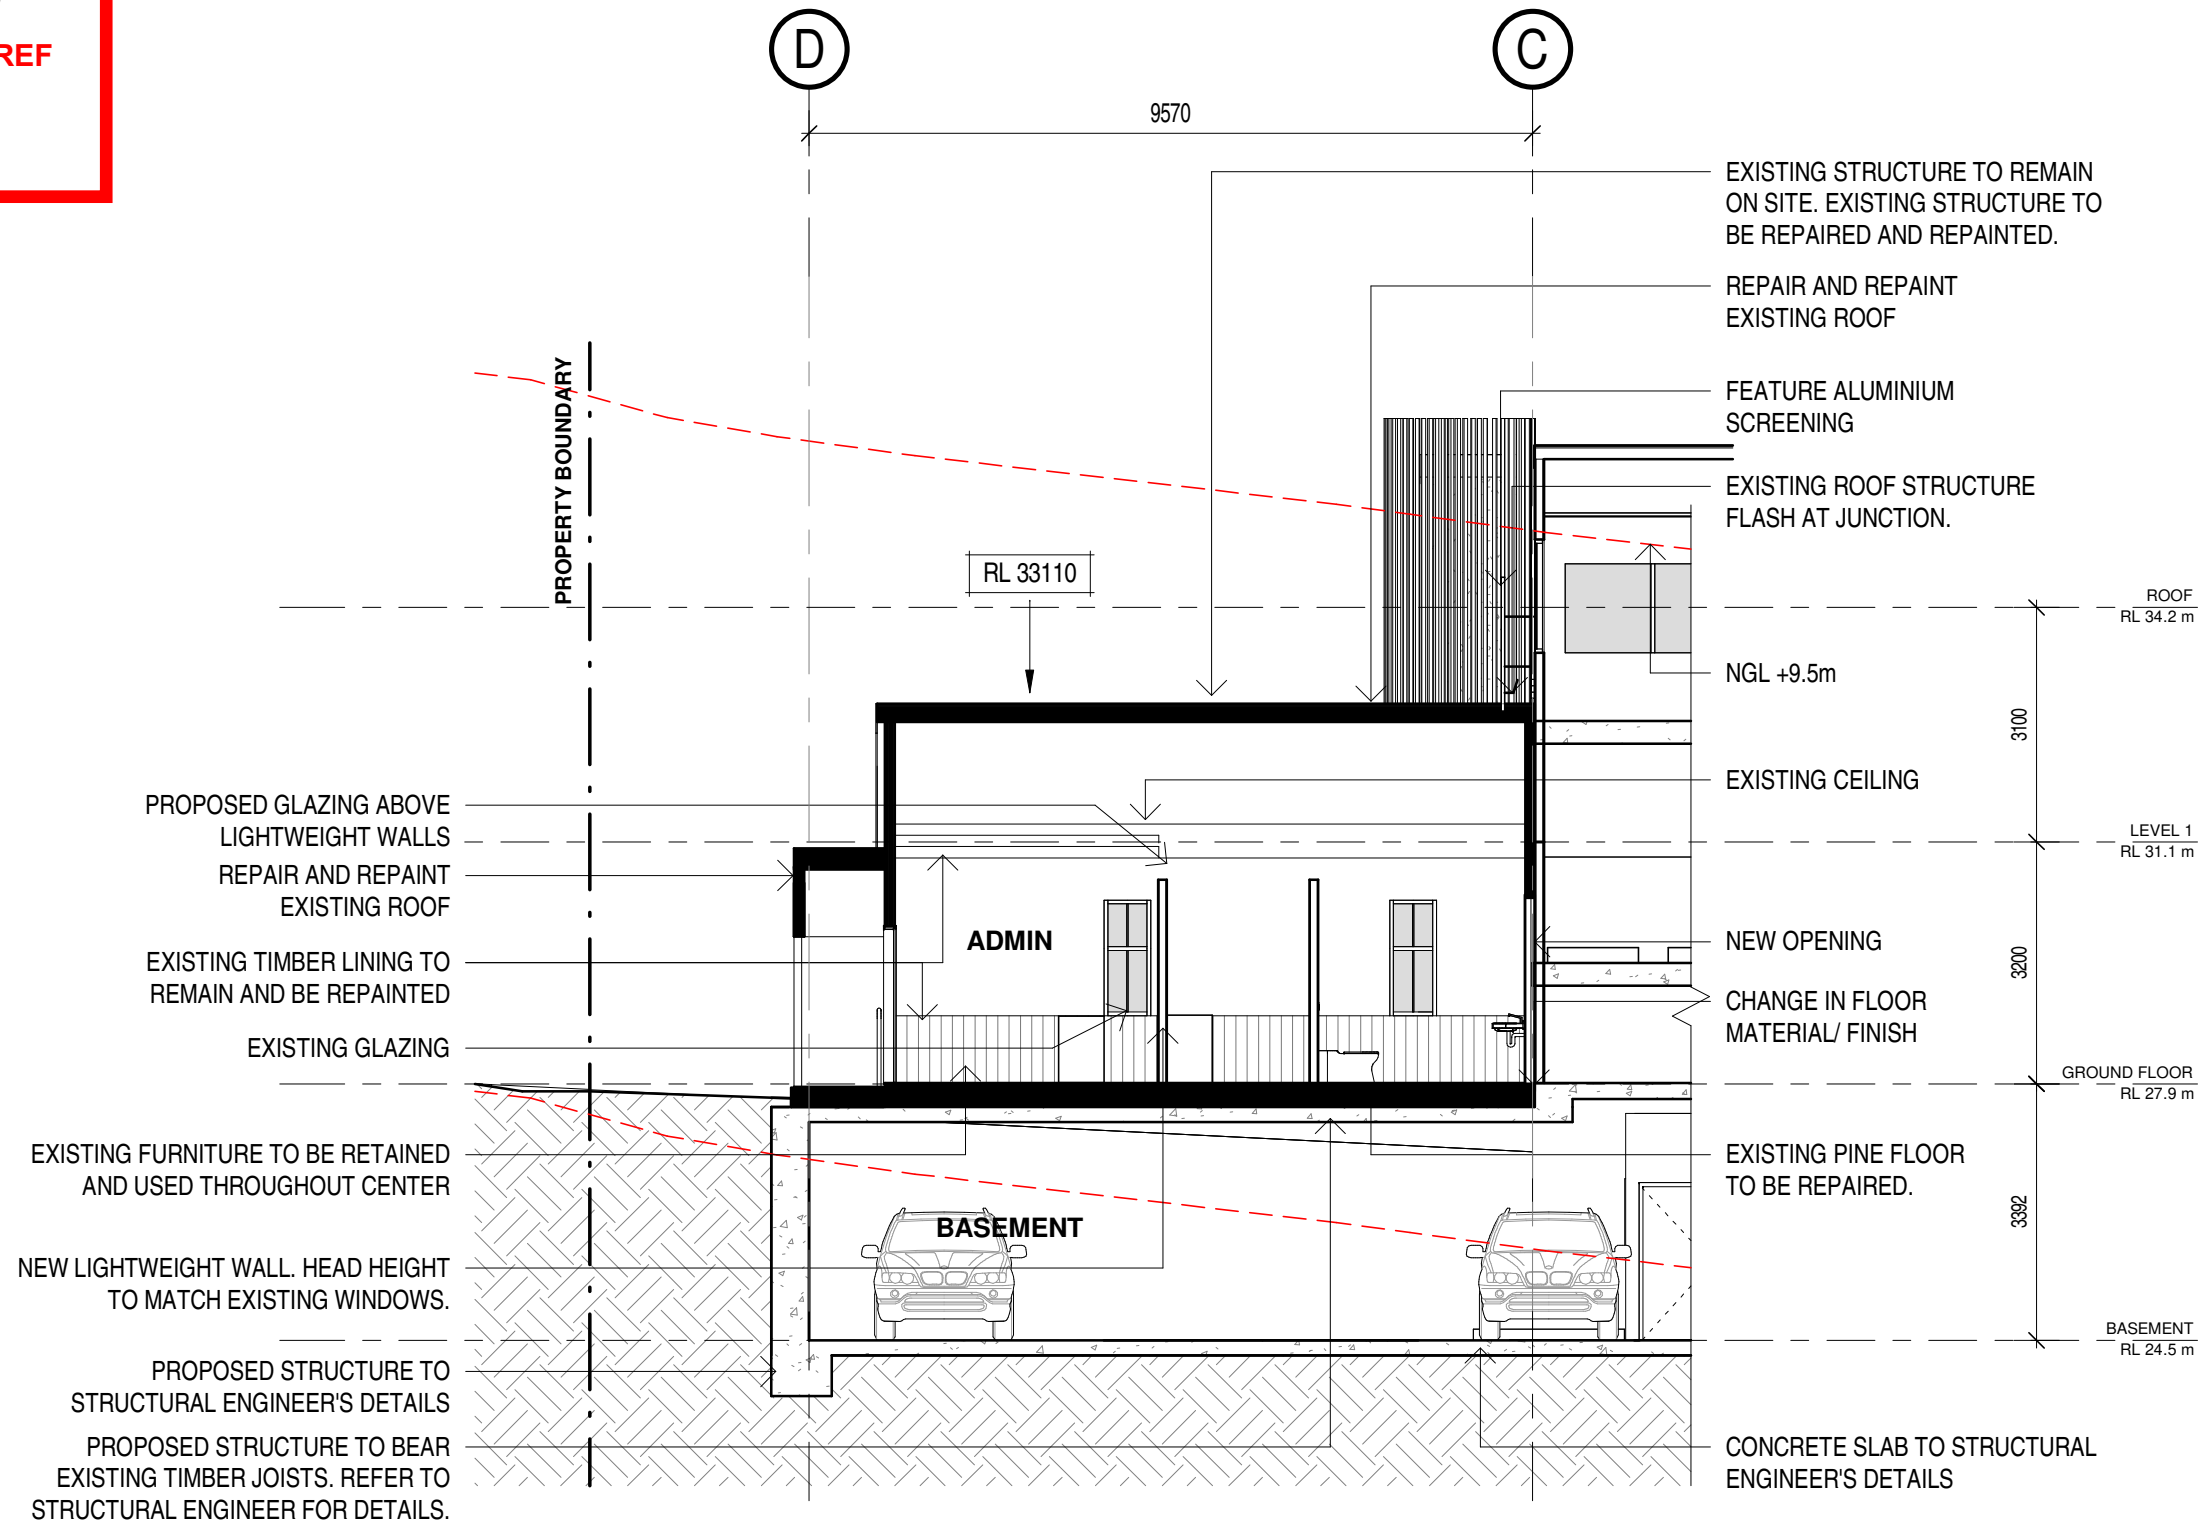 REF
D
C
9570
EXISTING STRUCTURE TO REMAIN
ON SITE. EXISTING STRUCTURE TO
BE REPAIRED AND REPAINTED.
REPAIR AND REPAINT
EXISTING ROOF
FEATURE ALUMINIUM
SCREENING
EXISTING ROOF STRUCTURE
FLASH AT JUNCTION.
PROPERTY BOUNDARY
RL 33110
ROOF
RL 34.2 m
NGL +9.5m
3100
EXISTING CEILING
PROPOSED GLAZING ABOVE
LIGHTWEIGHT WALLS
LEVEL 1
RL 31.1 m
REPAIR AND REPAINT
EXISTING ROOF
ADMIN
NEW OPENING
3200
EXISTING TIMBER LINING TO
REMAIN AND BE REPAINTED
CHANGE IN FLOOR
MATERIAL/ FINISH
EXISTING GLAZING
GROUND FLOOR
RL 27.9 m
EXISTING FURNITURE TO BE RETAINED
AND USED THROUGHOUT CENTER
EXISTING PINE FLOOR
TO BE REPAIRED.
3392
BASEMENT
NEW LIGHTWEIGHT WALL. HEAD HEIGHT
TO MATCH EXISTING WINDOWS.
BASEMENT
RL 24.5 m
PROPOSED STRUCTURE TO
STRUCTURAL ENGINEER'S DETAILS
PROPOSED STRUCTURE TO BEAR
EXISTING TIMBER JOISTS. REFER TO
STRUCTURAL ENGINEER FOR DETAILS.
CONCRETE SLAB TO STRUCTURAL
ENGINEER'S DETAILS